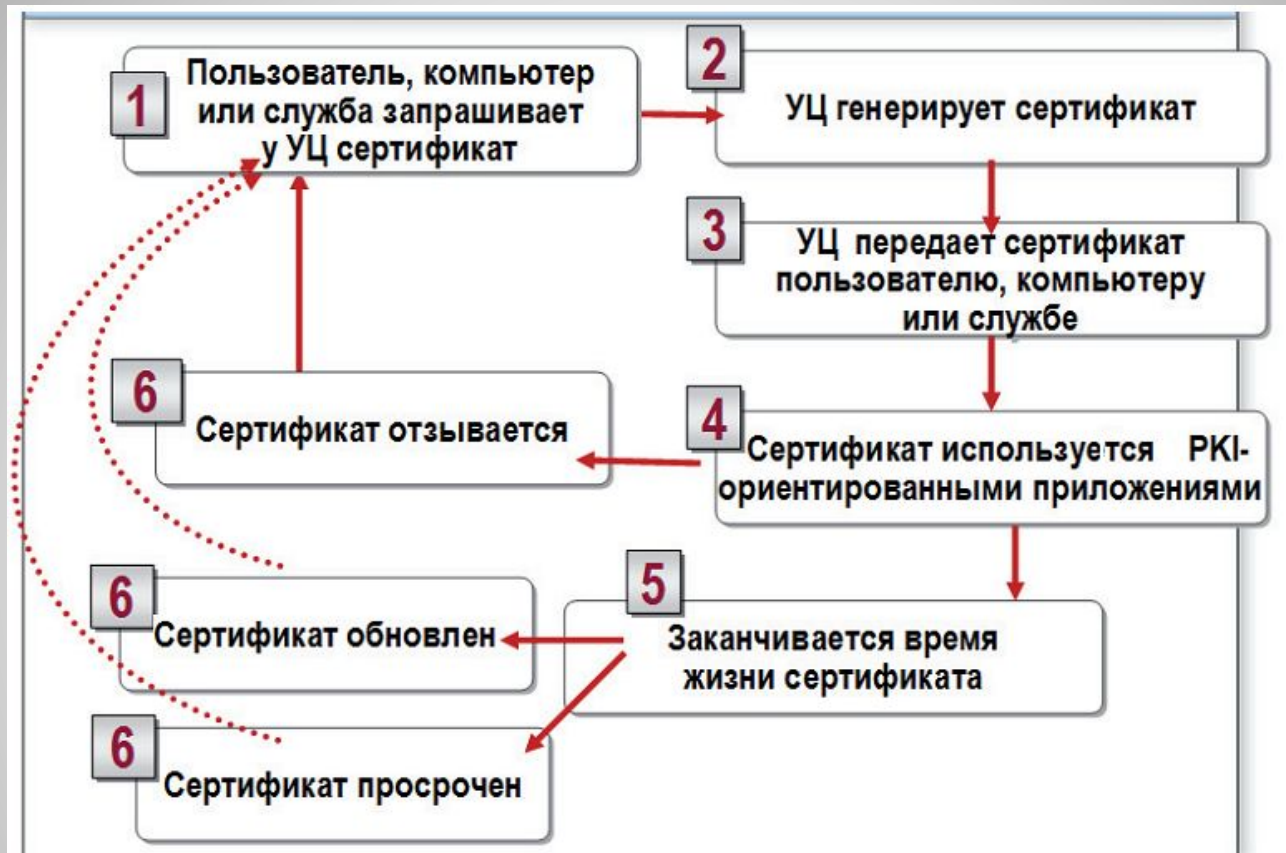 1
Пользователь, компьютер
или служба запрашивает
у УЦ сертификат
2
УЦ генерирует сертификат
3
УЦ передает сертификат
пользователю, компьютеру
или службе
4
Сертификат используется PKI-
ориентированными приложениями
6
Сертификат отзывается
5
Заканчивается время
жизни сертификата
6
Сертификат обновлен
6
Сертификат просрочен